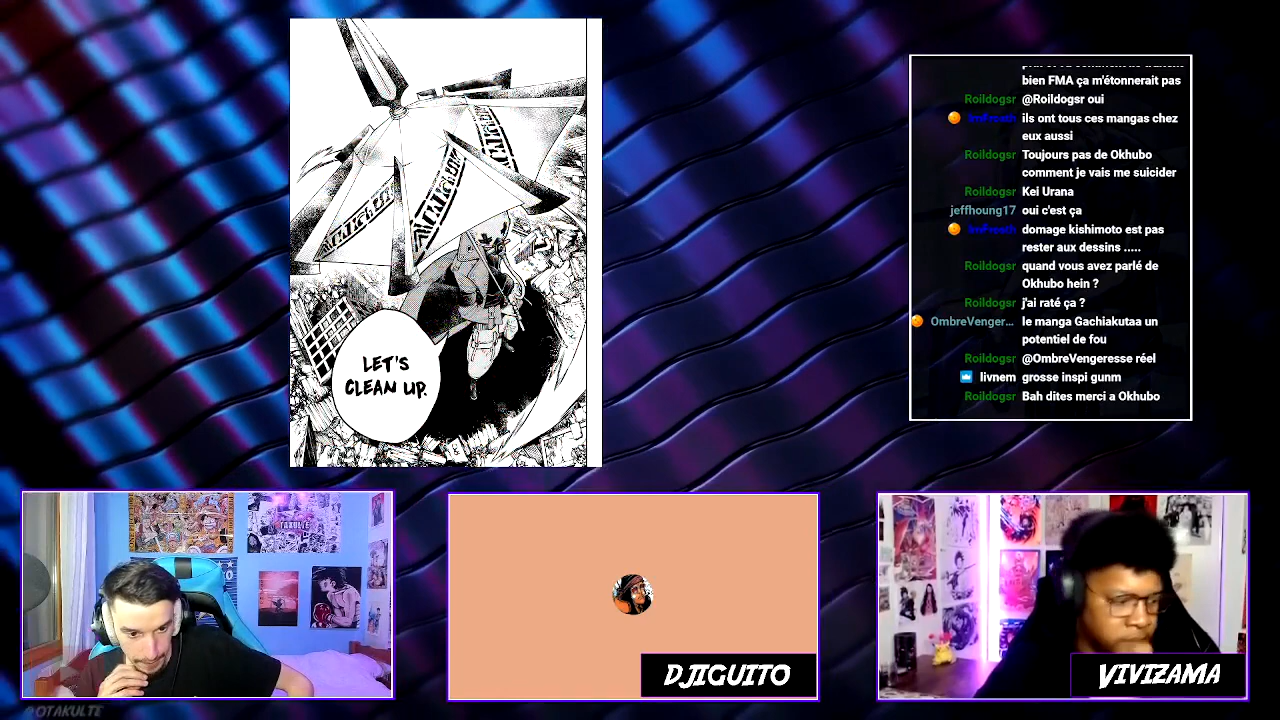 LET'S
CLEAN UP.
bien FMA ça m'étonnerait pas
Roildogsr @Roildogsr oui
ils ont tous ces mangas chez
eux aussi
Roildogsr Toujours pas de Okhubo
comment je vais me suicider
Roildogsr Kei Urana
jeffhoung17 oui c'est ça
domage kishimoto est pas
rester aux dessins .....
Roildogsr quand vous avez parlé de
Okhubo hein ?
Roildogsr j'ai raté ça ?
OmbreVenger... le manga Gachiakutaa un
potentiel de fou
Roildogsr @OmbreVengeresse réel
livnem grosse inspi gunm
Roildogsr Bah dites merci a Okhubo
TAKULTE
DJIGUITO
VIVIZAMA
@OTAKULTE